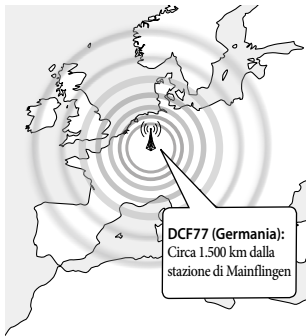 DCF77 (Germania):
Circa 1.500 km dalla
stazione di Mainflingen